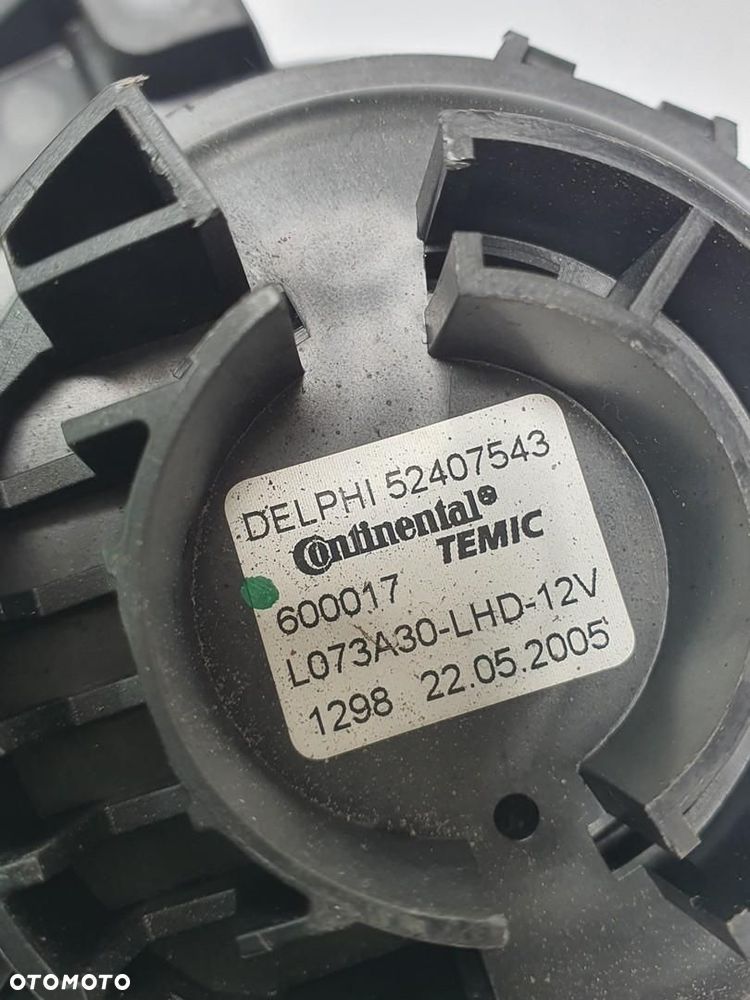 DELPHI 52407543
Continental®
TEMIC
600017
L073A30-LHD-12V
1298 22.05.2005
OTOMOTO